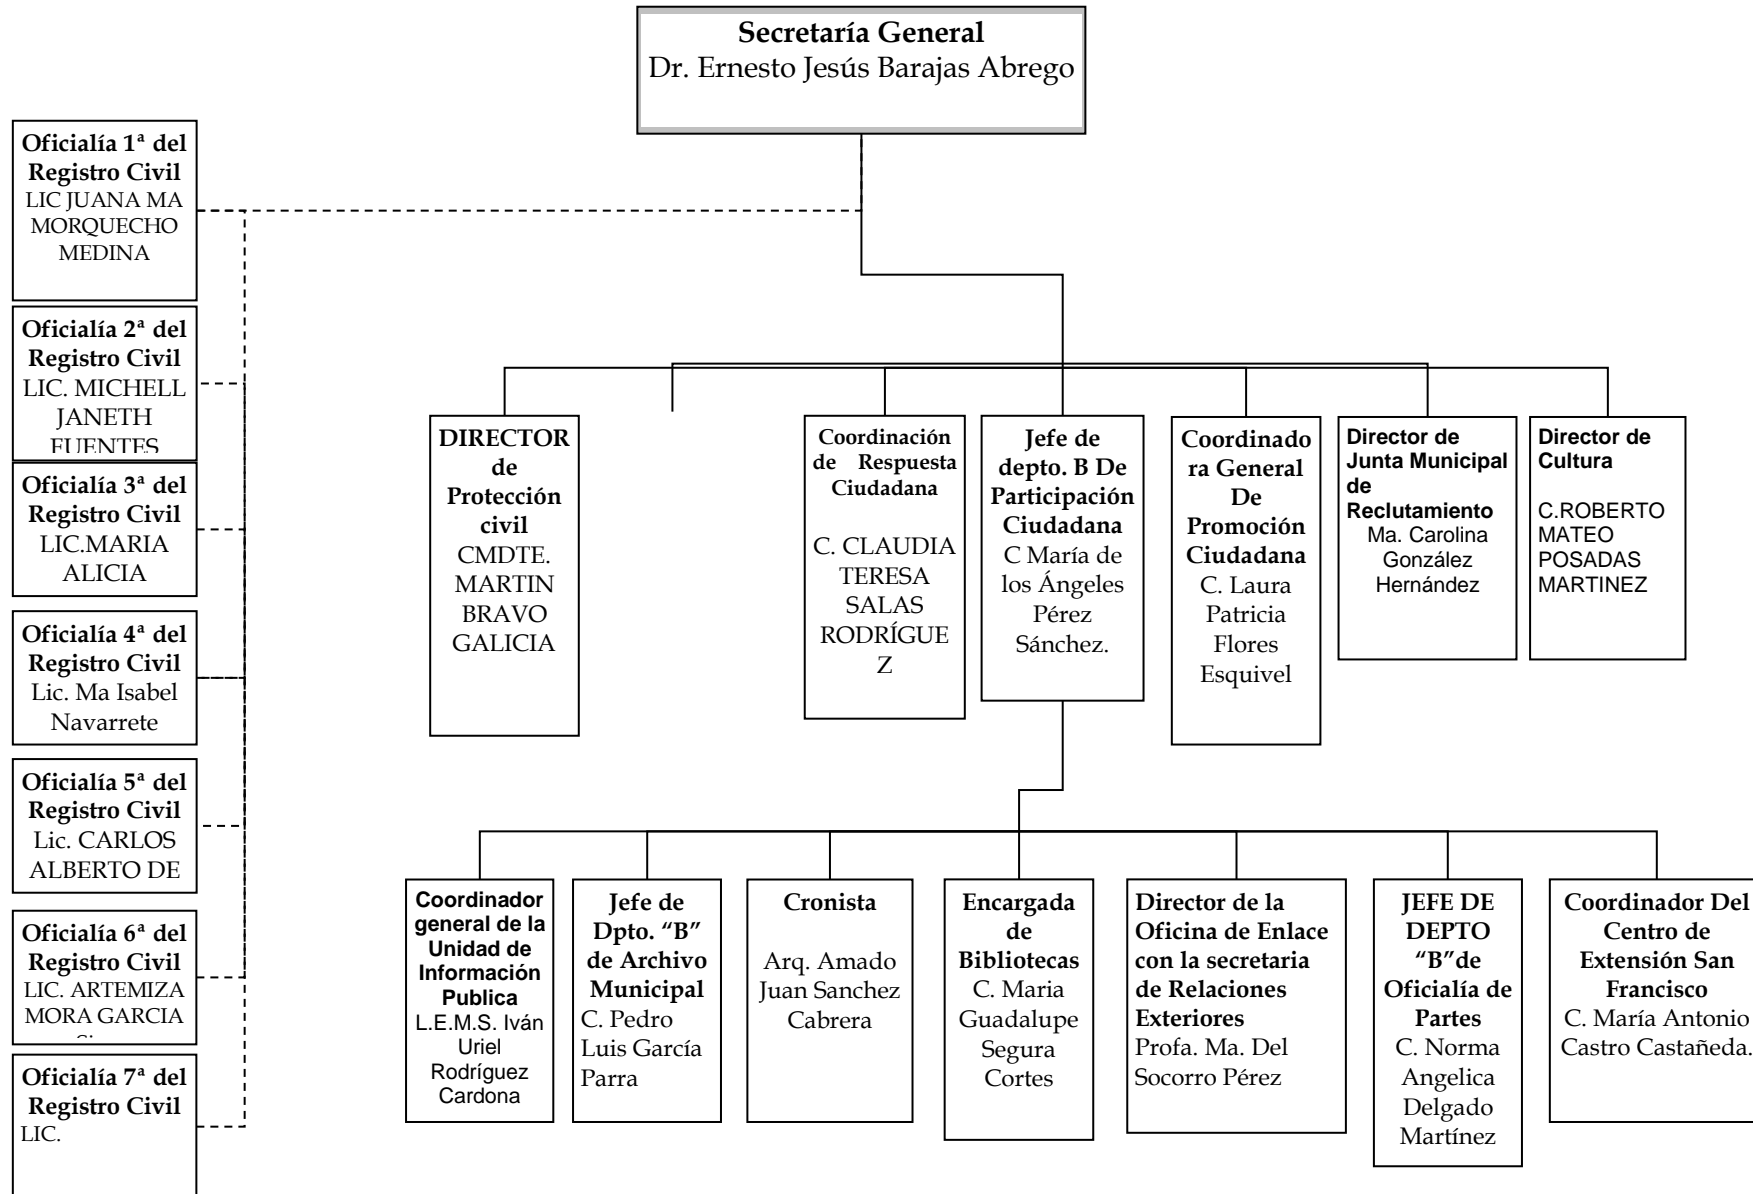 Secretaría General
Dr. Ernesto Jesús Barajas Abrego
Oficialía 1ª del
Registro Civil
LIC JUANA MA
MORQUECHO
MEDINA
Oficialía 2ª del
Registro Civil
LIC. MICHELL
JANETH
FUENTES
Oficialía 3ª del
Registro Civil
LIC.MARIA
ALICIA
Oficialía 4ª del
Registro Civil
Lic. Ma Isabel
Navarrete
Oficialía 5ª del
Registro Civil
Lic. CARLOS
ALBERTO DE
Oficialía 6ª del
Registro Civil
LIC. ARTEMIZA
MORA GARCIA
Oficialía 7ª del
Registro Civil
LIC.
DIRECTOR
de
Protección
civil
CMDTE.
MARTIN
BRAVO
GALICIA
Coordinación
de Respuesta
Ciudadana
C. CLAUDIA
TERESA
SALAS
RODRÍGUE
Z
Jefe de
depto. B De
Participación
Ciudadana
C María de
los Ángeles
Pérez
Sánchez.
Coordinado
ra General
De
Promoción
Ciudadana
C. Laura
Patricia
Flores
Esquivel
Director de
Junta Municipal
de
Reclutamiento
Ma. Carolina
González
Hernández
Director de
Cultura
C.ROBERTO
MATEO
POSADAS
MARTINEZ
Coordinador
general de la
Unidad de
Información
Publica
L.E.M.S. Iván
Uriel
Rodríguez
Cardona
Jefe de
Dpto. “B”
de Archivo
Municipal
C. Pedro
Luis García
Parra
Cronista
Arq. Amado
Juan Sanchez
Cabrera
Encargada
de
Bibliotecas
C. Maria
Guadalupe
Segura
Cortes
Director de la
Oficina de Enlace
con la secretaria
de Relaciones
Exteriores
Profa. Ma. Del
Socorro Pérez
JEFE DE
DEPTO
“B”de
Oficialía de
Partes
C. Norma
Angelica
Delgado
Martínez
Coordinador Del
Centro de
Extensión San
Francisco
C. María Antonio
Castro Castañeda.